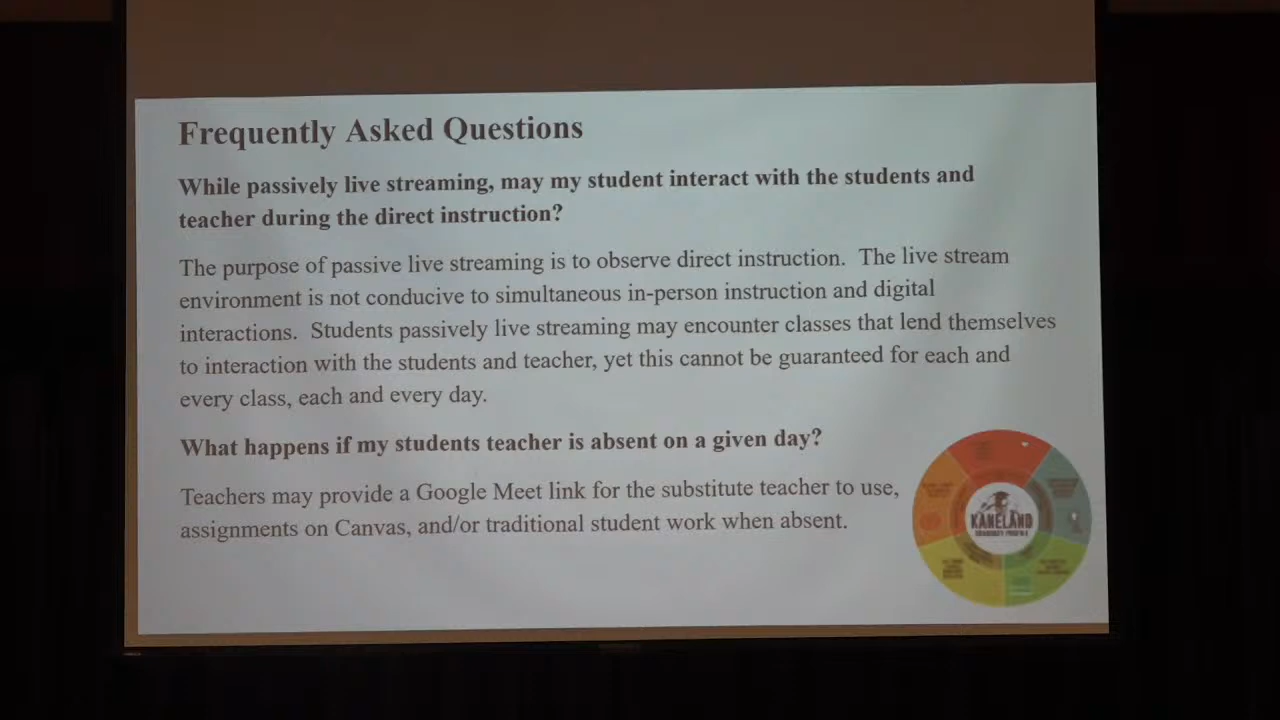 Frequently Asked Questions
While passively live streaming, may my student interact with the students and
teacher during the direct instruction?
The purpose of passive live streaming is to observe direct instruction.  The live stream
environment is not conducive to simultaneous in-person instruction and digital
interactions.  Students passively live streaming may encounter classes that lend themselves
to interaction with the students and teacher, yet this cannot be guaranteed for each and
every class, each and every day.
What happens if my students teacher is absent on a given day?
Teachers may provide a Google Meet link for the substitute teacher to use,
assignments on Canvas, and/or traditional student work when absent.
KANELAND